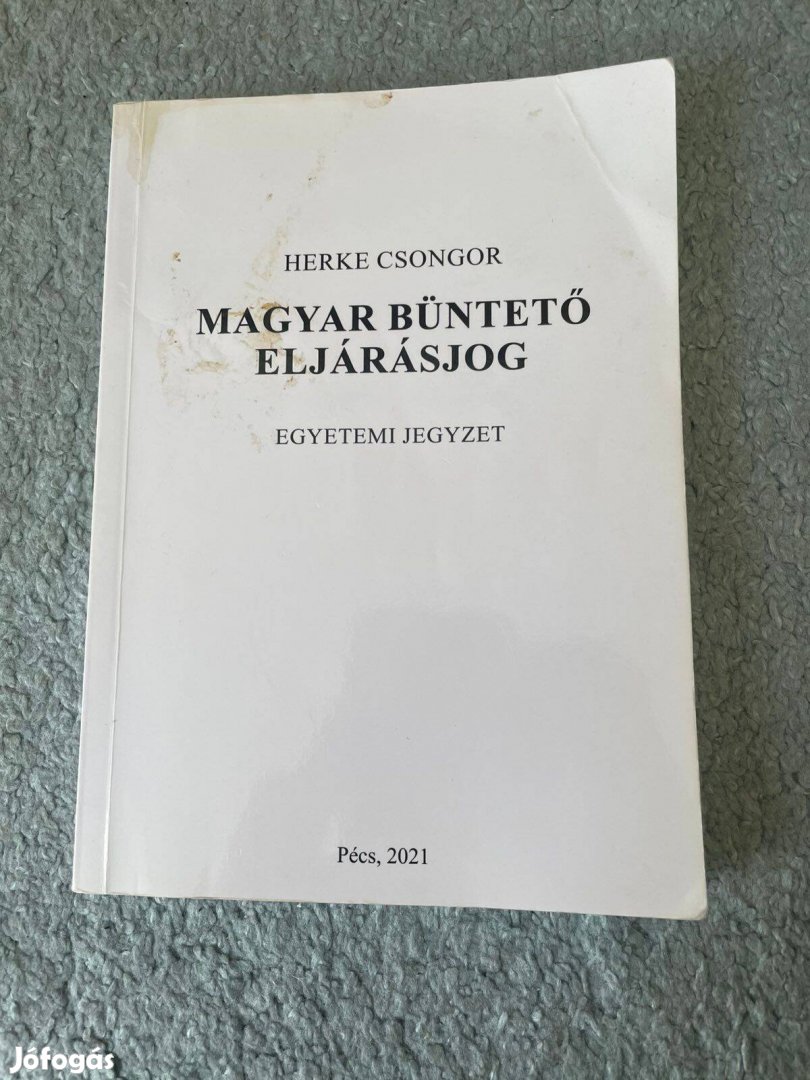 HERKE CSONGOR
MAGYAR BÜNTETŐ
ELJÁRÁSJOG
EGYETEMI JEGYZET
Pécs, 2021
Jófogás